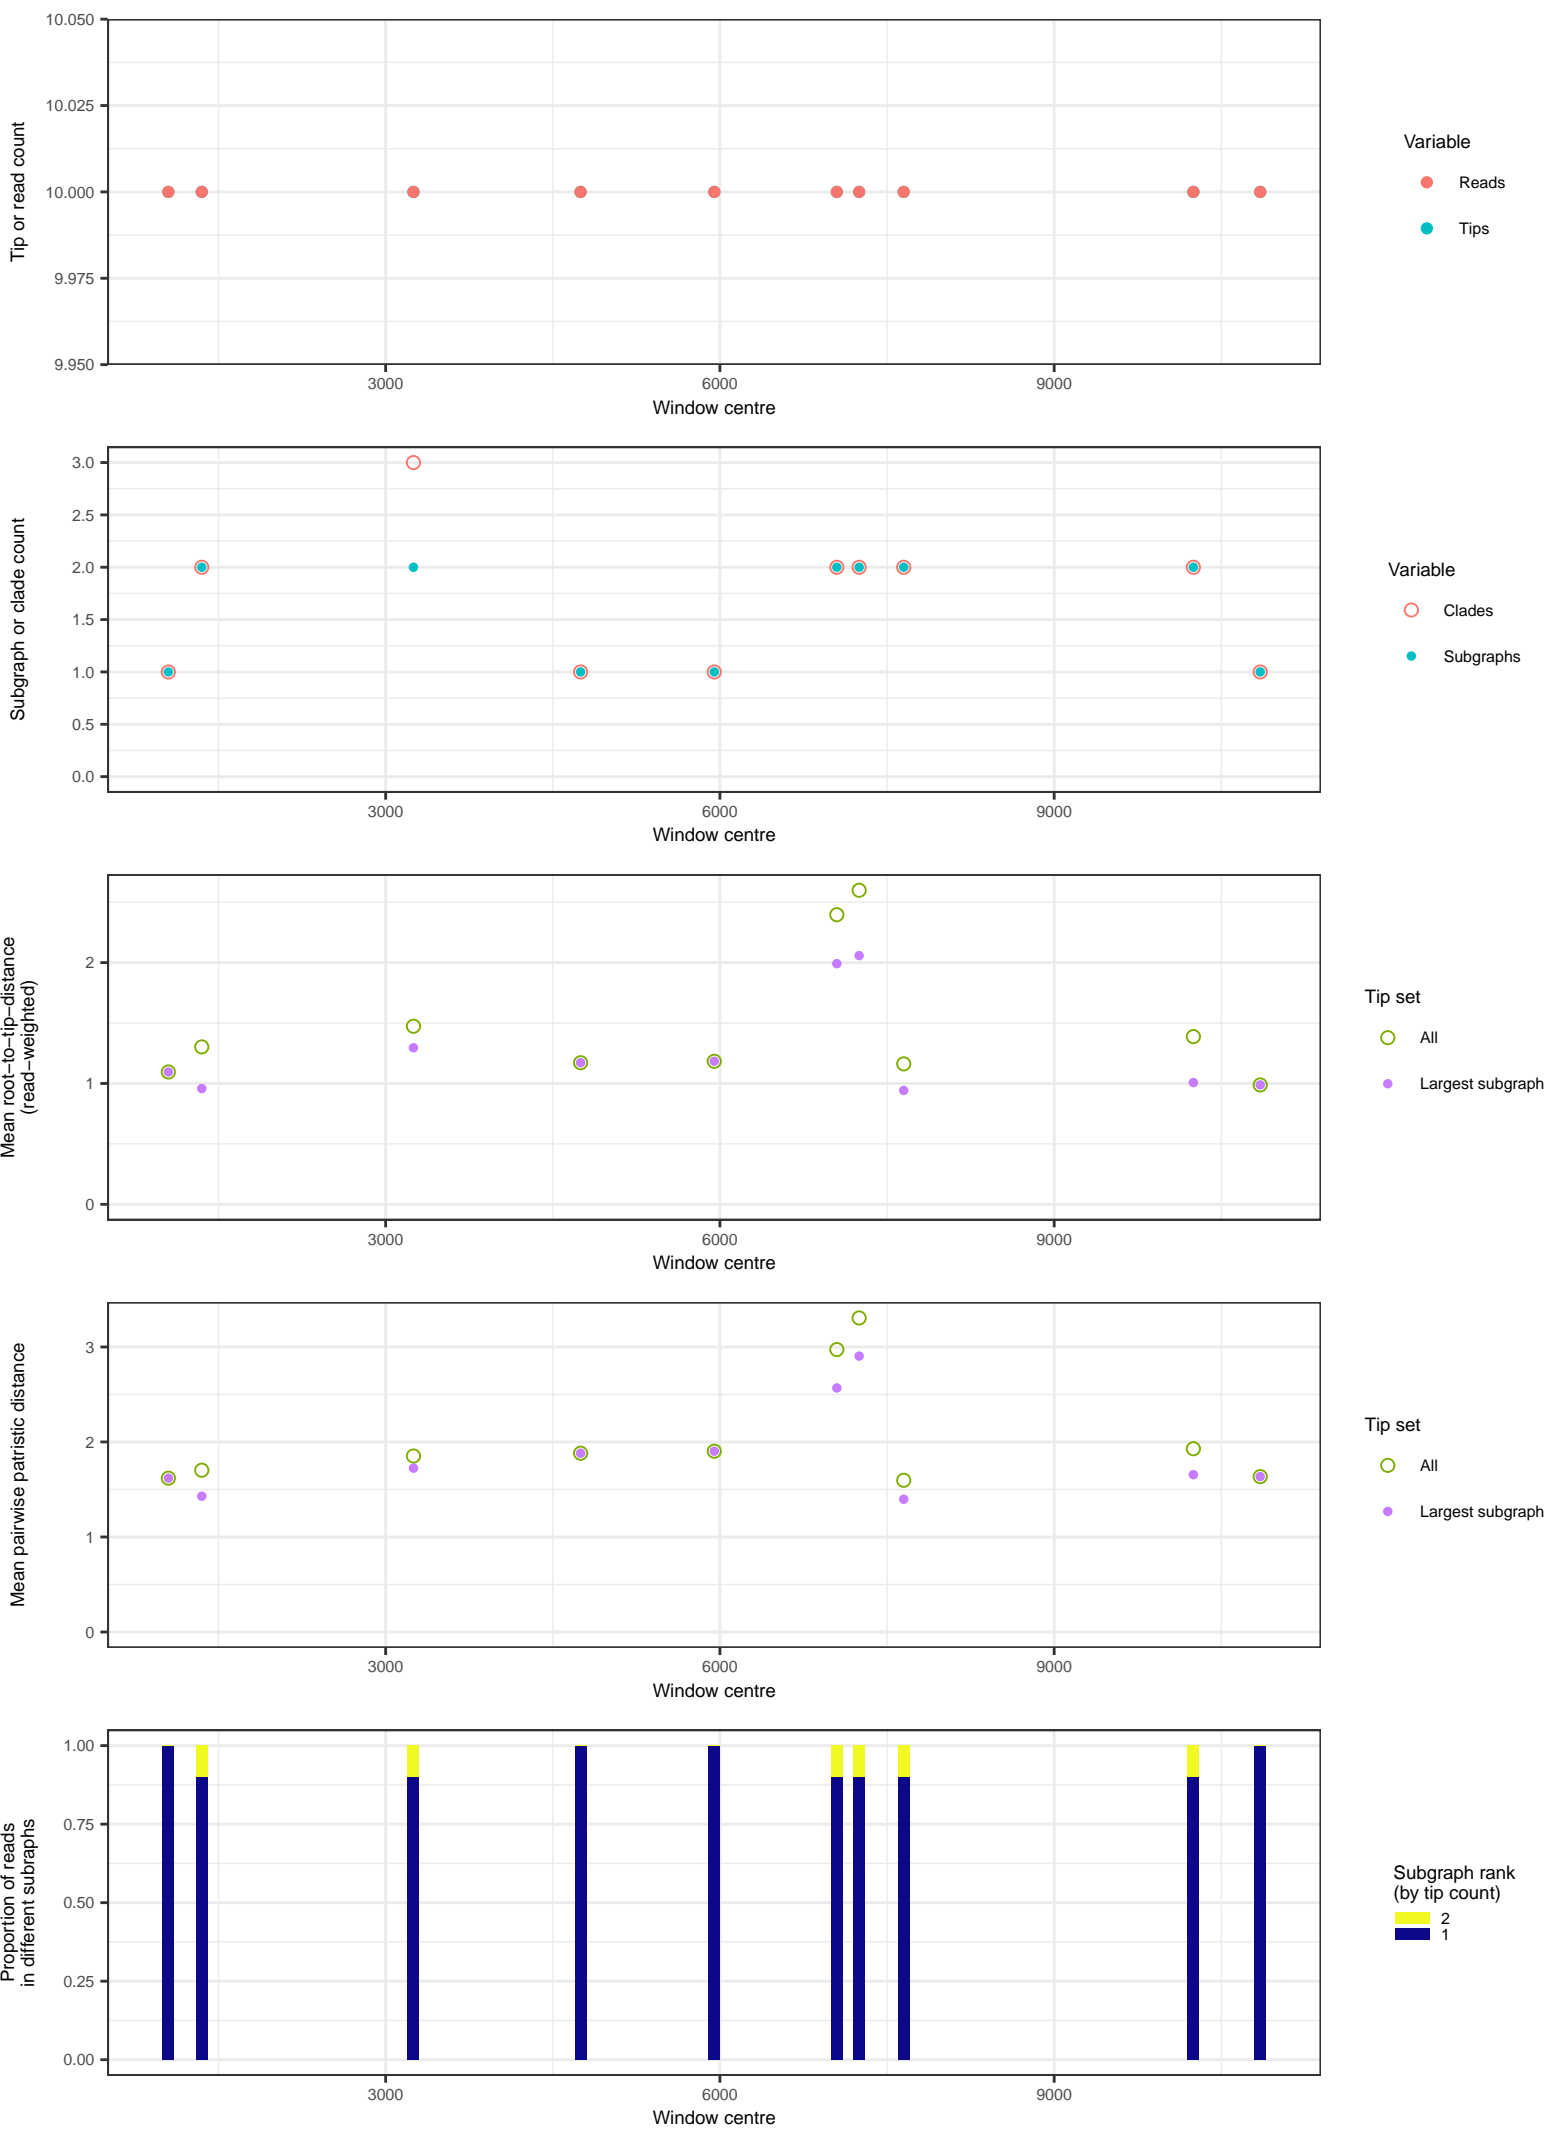 10.050
10.025
10.000
9.975
9.950
Tip or read count
3000
6000
9000
Window centre
Variable
Reads
Tips
3.0
2.5
2.0
1.5
1.0
0.5
0.0
Subgraph or clade count
3000
6000
9000
Window centre
Variable
Clades
Subgraphs
2
1
0
Mean root−to−tip−distance
(read−weighted)
3000
6000
9000
Window centre
Tip set
All
Largest subgraph
3
2
1
0
Mean pairwise patristic distance
3000
6000
9000
Window centre
Tip set
All
Largest subgraph
1.00
0.75
0.50
0.25
0.00
Proportion of reads
in different subraphs
3000
6000
9000
Window centre
Subgraph rank
(by tip count)
2
1